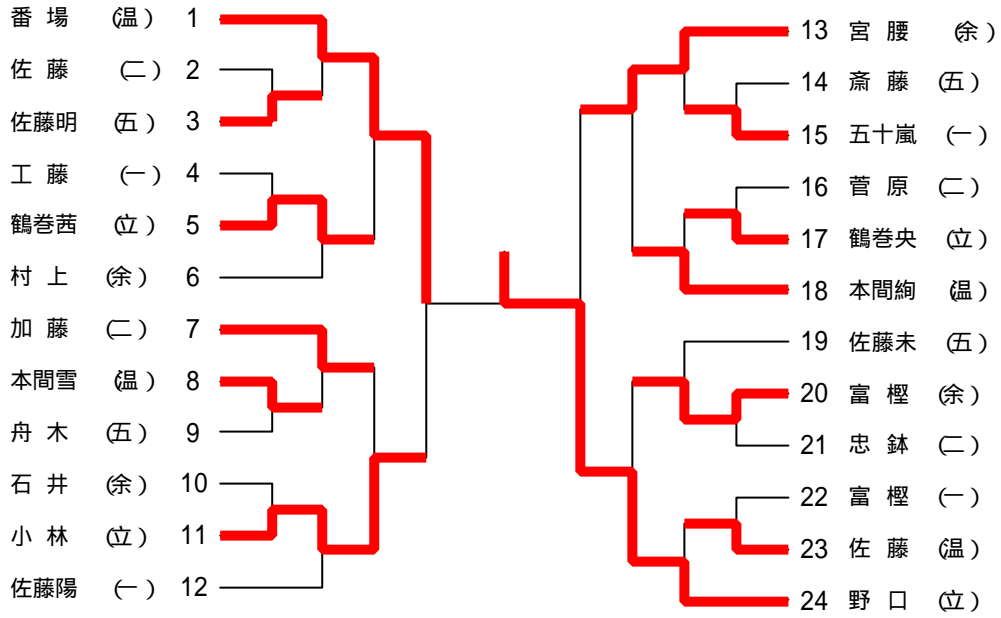 番 場 (温) 1
佐 藤 (二) 2
佐藤明 (五) 3
工 藤 (一) 4
鶴巻茜 (立) 5
村 上 (余) 6
加 藤 (二) 7
本間雪 (温) 8
舟 木 (五) 9
石 井 (余) 10
小 林 (立) 11
佐藤陽 (一) 12
13 宮 腰 (余)
14 斎 藤 (五)
15 五十嵐 (一)
16 菅 原 (二)
17 鶴巻央 (立)
18 本間絢 (温)
19 佐藤未 (五)
20 富 樫 (余)
21 忠 鉢 (二)
22 富 樫 (一)
23 佐 藤 (温)
24 野 口 (立)